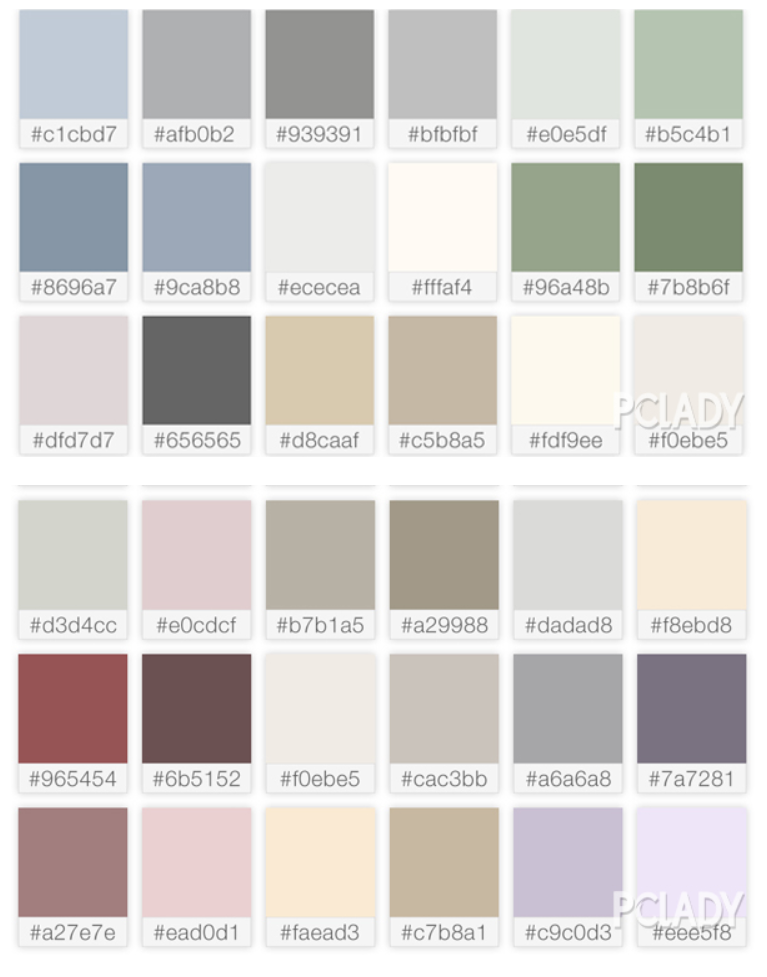 #c1cbd7 #afb0b2 #939391 #bfbfbf #e0e5df #b5c4b1
#8696a7 #9ca8b8 #ececea #fffaf4 #96a48b #7b8b6f
PCLADY
#dfd7d7 #656565 #d8caaf #c5b8a5 #fdf9ee #f0ebe5
#d3d4cc #e0cdcf #b7b1a5 #a29988 #dadad8 #f8ebd8
#965454 #6b5152 #f0ebe5 #cac3bb #a6a6a8 #7a7281
PCLADY
#a27e7e #ead0d1 #faead3 #c7b8a1 #c9c0d3 #eee5f8